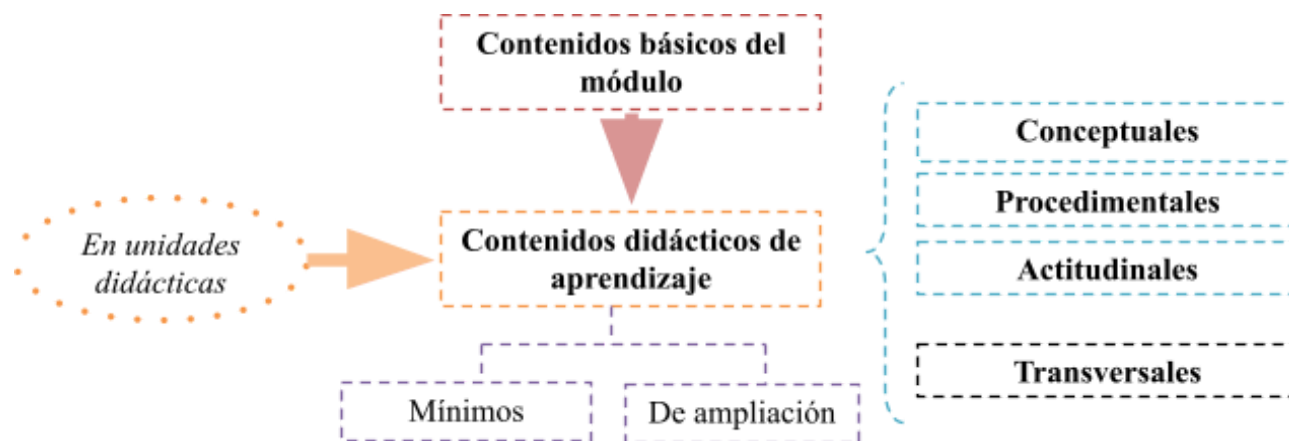 Contenidos básicos del
módulo
En unidades
didácticas
Contenidos didácticos de
aprendizaje
Mínimos
De ampliación
Conceptuales
Procedimentales
Actitudinales
Transversales